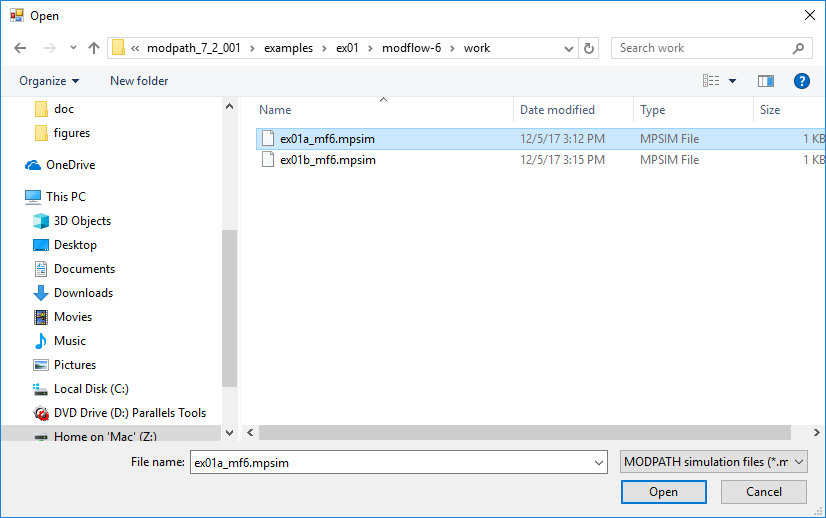 Open
« modpath_7_2_001 > examples > ex01 > modflow-6 > work
Search work
Organize New folder
Name Date modified Type Size
ex01a_mf6.mpsim 12/5/17 3:12 PM MPSIM File 1 KB
ex01b_mf6.mpsim 12/5/17 3:15 PM MPSIM File 1 KB
doc
figures
OneDrive
This PC
3D Objects
Desktop
Documents
Downloads
Movies
Music
Pictures
Local Disk (C:)
DVD Drive (D:) Parallels Tools
Home on 'Mac' (Z:)
File name: ex01a_mf6.mpsim MODPATH simulation files (*.m
Open Cancel